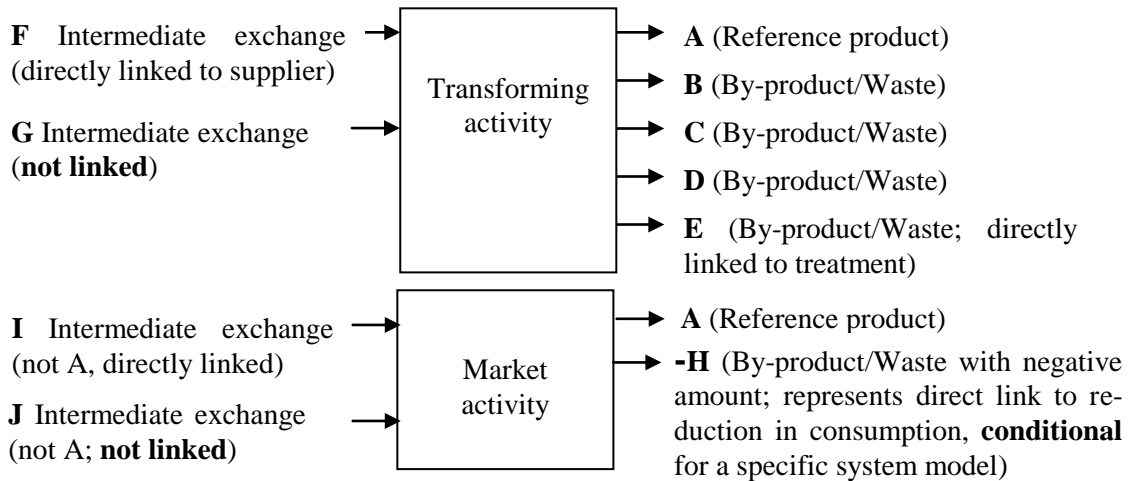 F Intermediate exchange
(directly linked to supplier)
G Intermediate exchange
(not linked)
Transforming
activity
A (Reference product)
B (By-product/Waste)
C (By-product/Waste)
D (By-product/Waste)
E (By-product/Waste; directly
linked to treatment)
I Intermediate exchange
(not A, directly linked)
J Intermediate exchange
(not A; not linked)
Market
activity
A (Reference product)
-H (By-product/Waste with negative
amount; represents direct link to re-
duction in consumption, conditional
for a specific system model)